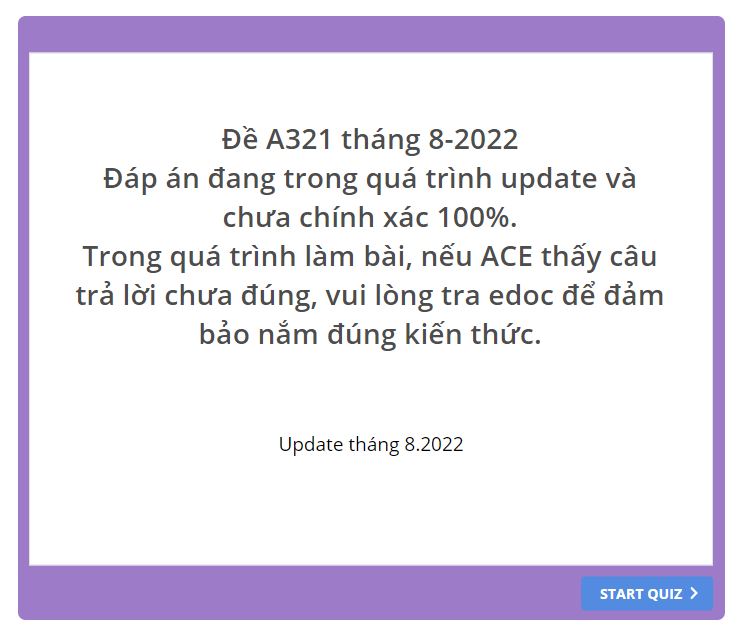 Đề A321 tháng 8-2022
Đáp án đang trong quá trình update và
chưa chính xác 100%.
Trong quá trình làm bài, nếu ACE thấy câu
trả lời chưa đúng, vui lòng tra edoc để đảm
bảo nắm đúng kiến thức.
Update tháng 8.2022
START QUIZ